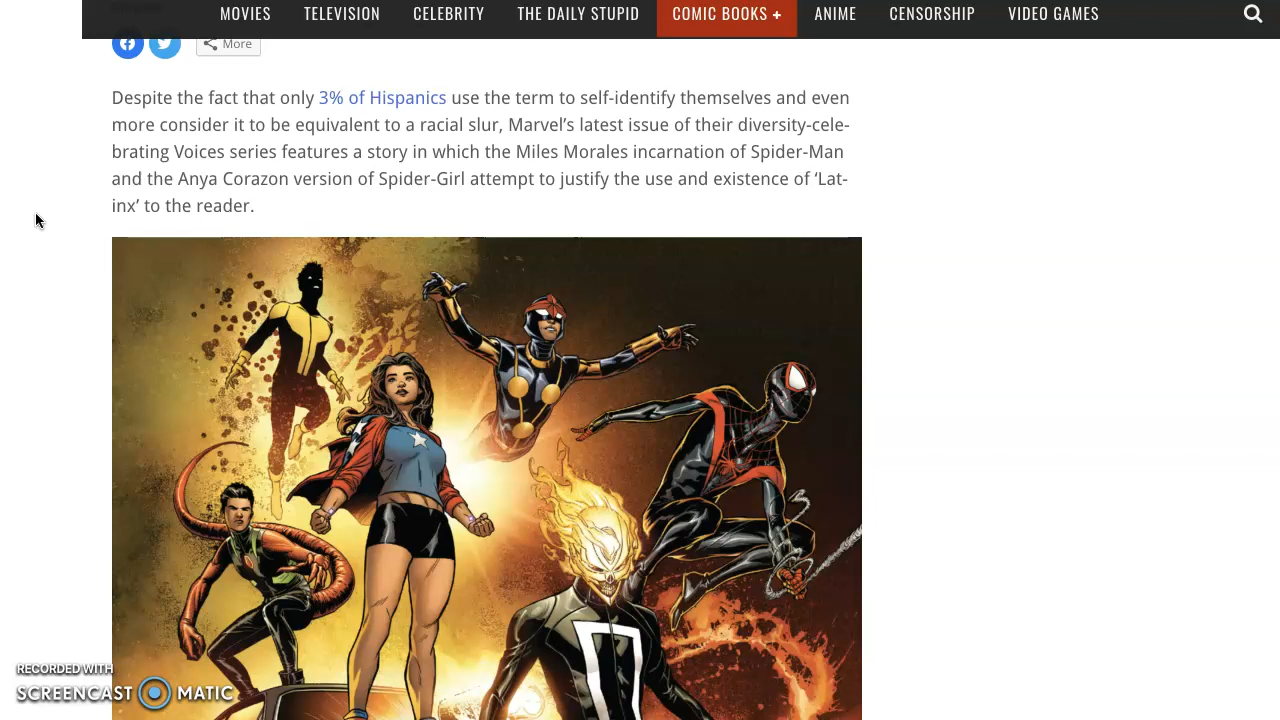 MOVIES TELEVISION CELEBRITY THE DAILY STUPID COMIC BOOKS + ANIME CENSORSHIP VIDEO GAMES
More
Despite the fact that only 3% of Hispanics use the term to self-identify themselves and even
more consider it to be equivalent to a racial slur, Marvel’s latest issue of their diversity-cele-
brating Voices series features a story in which the Miles Morales incarnation of Spider-Man
and the Anya Corazon version of Spider-Girl attempt to justify the use and existence of ‘Lat-
inx’ to the reader.
RECORDED WITH
SCREENCAST MATIC